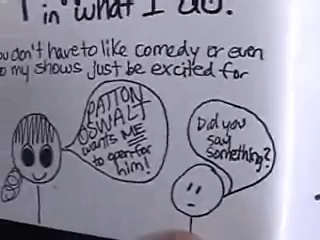 in what I do.
don't have to like comedy or even
my shows just be excited for
PATTON
OSWALT
wants ME
to open for
him!
Did you
say
something?